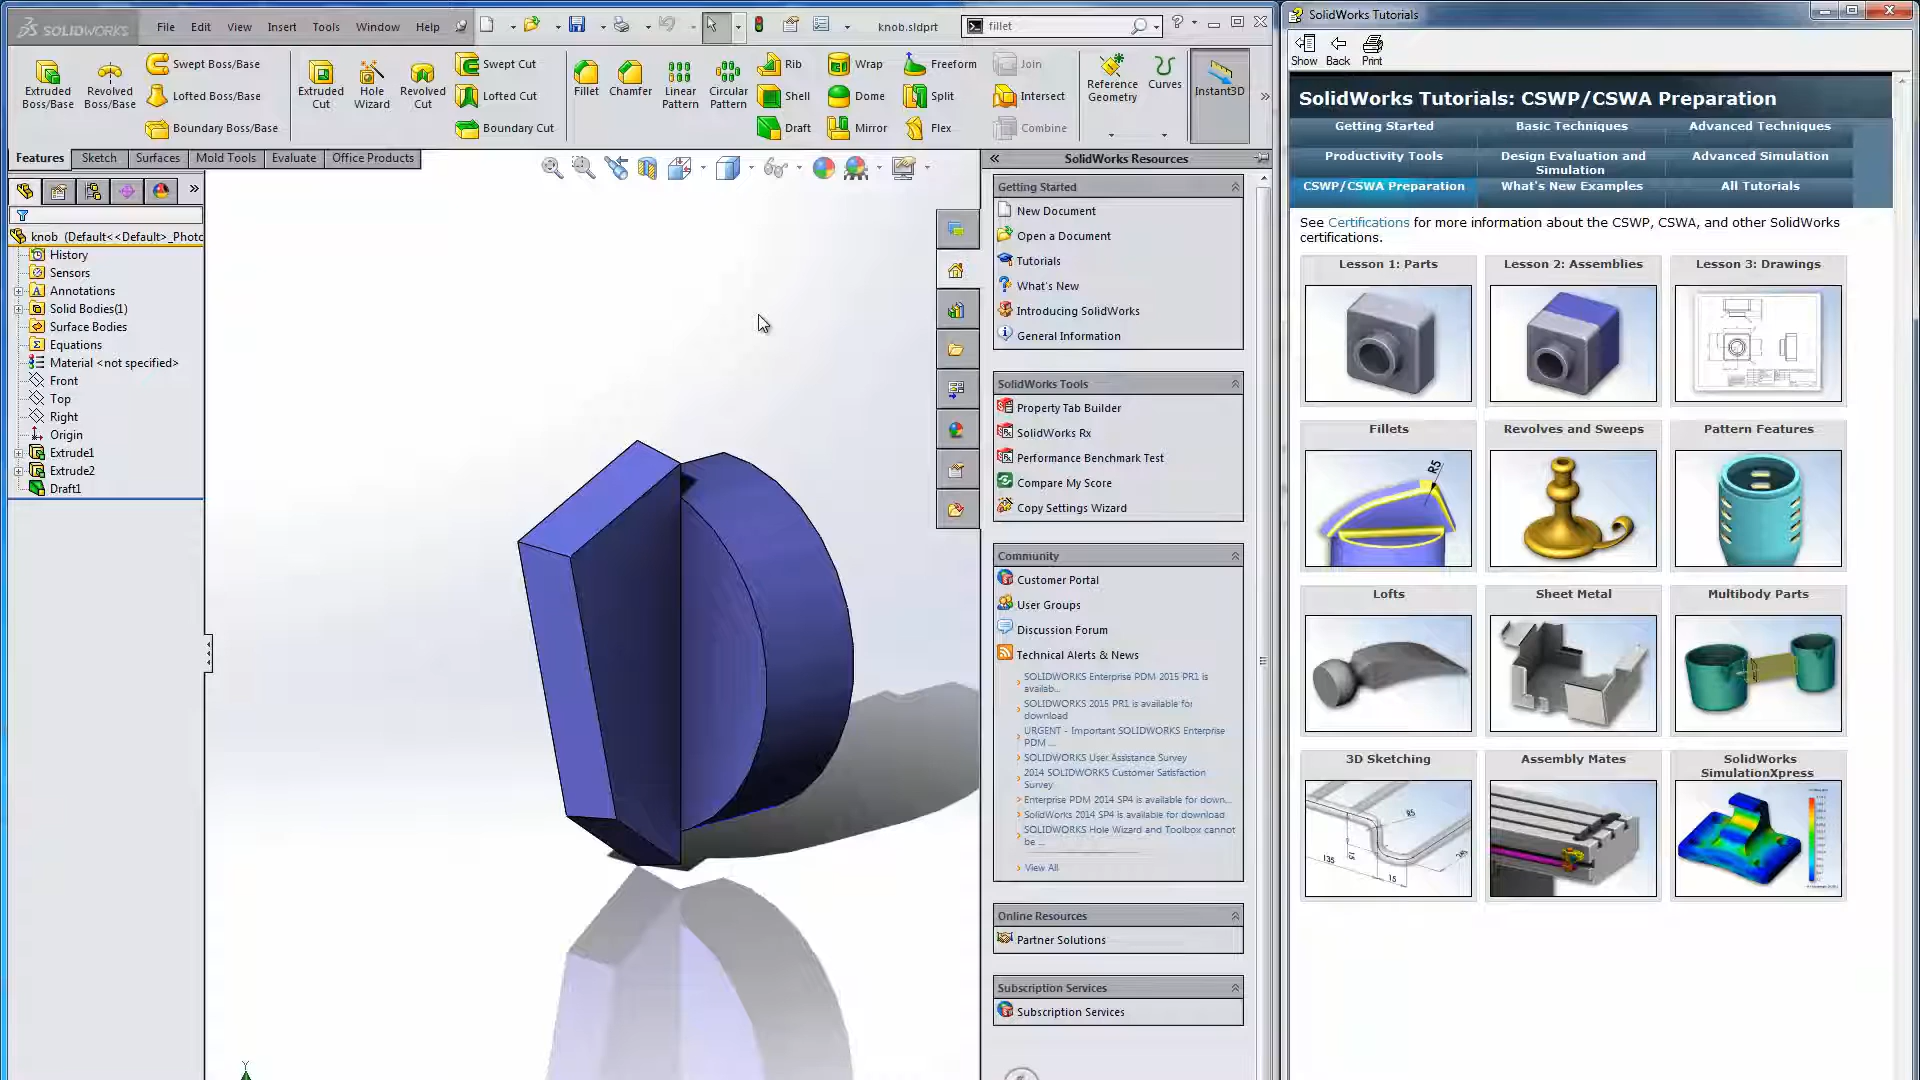 SOLIDWORKS
File Edit View Insert Tools Window Help
knob.sldprt
fillet
Extruded Boss/Base
Revolved Boss/Base
Swept Boss/Base
Lofted Boss/Base
Boundary Boss/Base
Extruded Cut
Hole Wizard
Revolved Cut
Swept Cut
Lofted Cut
Boundary Cut
Fillet
Chamfer
Linear Pattern
Circular Pattern
Rib
Shell
Draft
Wrap
Dome
Mirror
Freeform
Split
Flex
Join
Intersect
Combine
Reference Geometry
Curves
Instant3D
Features Sketch Surfaces Mold Tools Evaluate Office Products
knob (Default<<Default>_Photo
History
Sensors
Annotations
Solid Bodies(1)
Surface Bodies
Equations
Material <not specified>
Front
Top
Right
Origin
Extrude1
Extrude2
Draft1
Y
SolidWorks Resources
Getting Started
New Document
Open a Document
Tutorials
What's New
Introducing SolidWorks
General Information
SolidWorks Tools
Property Tab Builder
SolidWorks Rx
Performance Benchmark Test
Compare My Score
Copy Settings Wizard
Community
Customer Portal
User Groups
Discussion Forum
Technical Alerts & News
SOLIDWORKS Enterprise PDM 2015 PR1 is
availab...
SOLIDWORKS 2015 PR1 is available for
download
URGENT - Important SOLIDWORKS Enterprise
PDM ...
SOLIDWORKS User Assistance Survey
2014 SOLIDWORKS Customer Satisfaction
Survey
Enterprise PDM 2014 SP4 is available for down...
SolidWorks 2014 SP4 is available for download
SOLIDWORKS Hole Wizard and Toolbox cannot
be ...
View All
Online Resources
Partner Solutions
Subscription Services
Subscription Services
SolidWorks Tutorials
Show Back Print
SolidWorks Tutorials: CSWP/CSWA Preparation
Getting Started Basic Techniques Advanced Techniques
Productivity Tools Design Evaluation and Simulation Advanced Simulation
CSWP/CSWA Preparation What's New Examples All Tutorials
See Certifications for more information about the CSWP, CSWA, and other SolidWorks
certifications.
Lesson 1: Parts Lesson 2: Assemblies Lesson 3: Drawings
Fillets Revolves and Sweeps Pattern Features
R5
Lofts Sheet Metal Multibody Parts
3D Sketching Assembly Mates SolidWorks SimulationXpress
R5
135
15
15